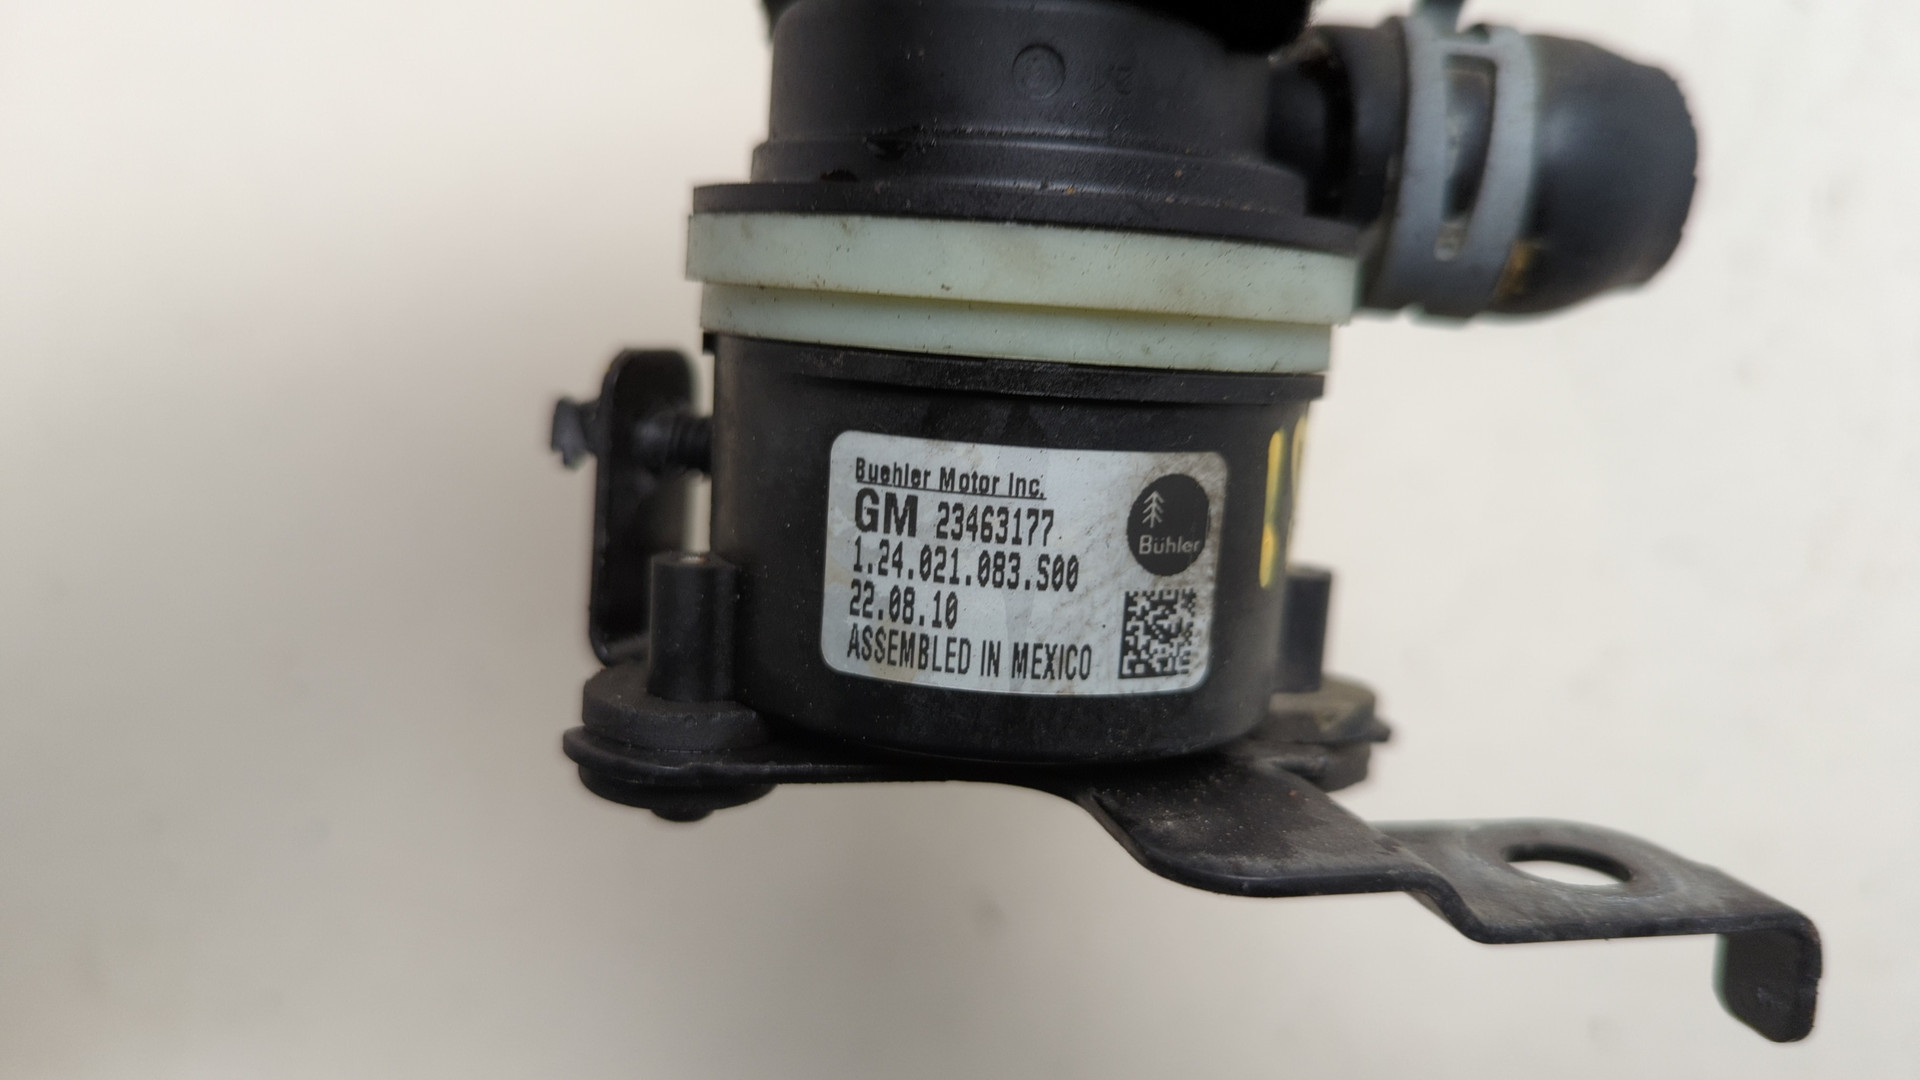 Buehler Motor Inc.
GM 23463177
1.24.021.083.S00
22.08.10
ASSEMBLED IN MEXICO
Bühler